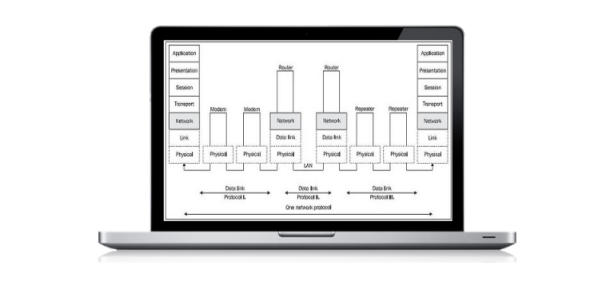 Application
Application
Presentation
Router
Router
Presentation
Session
Session
Transport
Modem
Modem
Repeater
Repeater
Transport
Network
Network
Network
Network
Link
Data link
Data link
Link
Physical
Physical
Physical
Physical
Physical
Physical
Physical
Physical
LAN
Data link
Protocol I.
Data link
Protocol II.
Data link
Protocol III.
One network protocoll